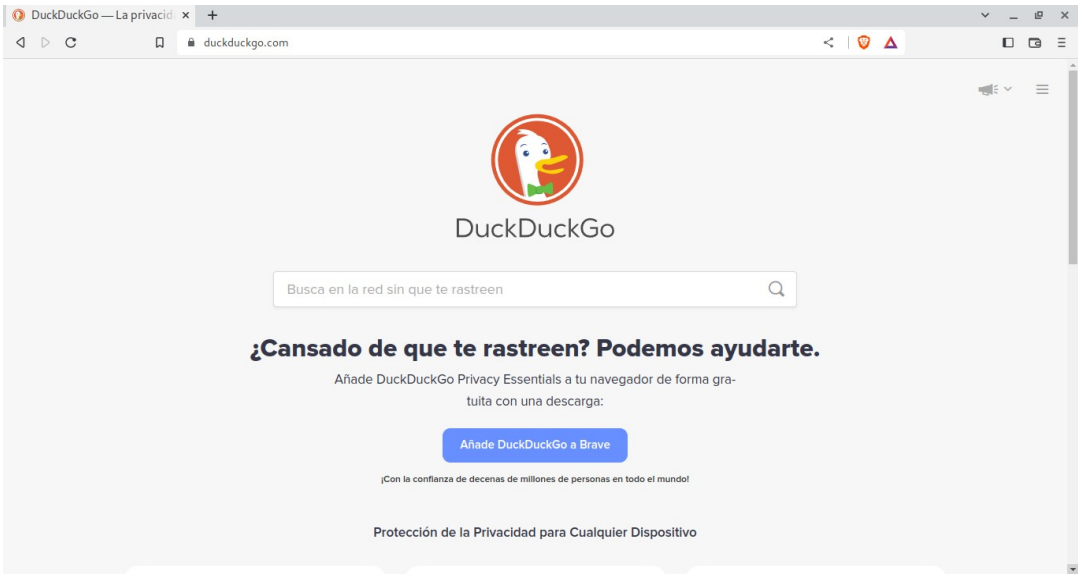 DuckDuckGo — La privacid
duckduckgo.com
DuckDuckGo
Busca en la red sin que te rastreen
¿Cansado de que te rastreen? Podemos ayudarte.
Añade DuckDuckGo Privacy Essentials a tu navegador de forma gra-
tuita con una descarga:
Añade DuckDuckGo a Brave
¡Con la confianza de decenas de millones de personas en todo el mundo!
Protección de la Privacidad para Cualquier Dispositivo